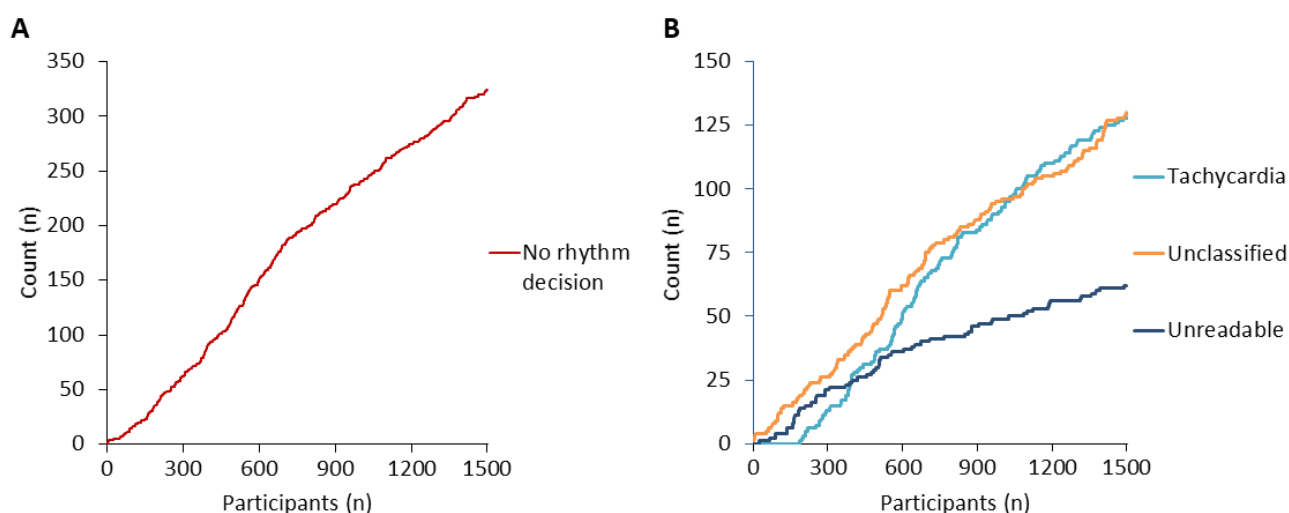 A
350
300
250
200
150
100
50
0
Count (n)
0 300 600 900 1200 1500
Participants (n)
No rhythm
decision
B
150
125
100
75
50
25
0
Count (n)
0 300 600 900 1200 1500
Participants (n)
Tachycardia
Unclassified
Unreadable